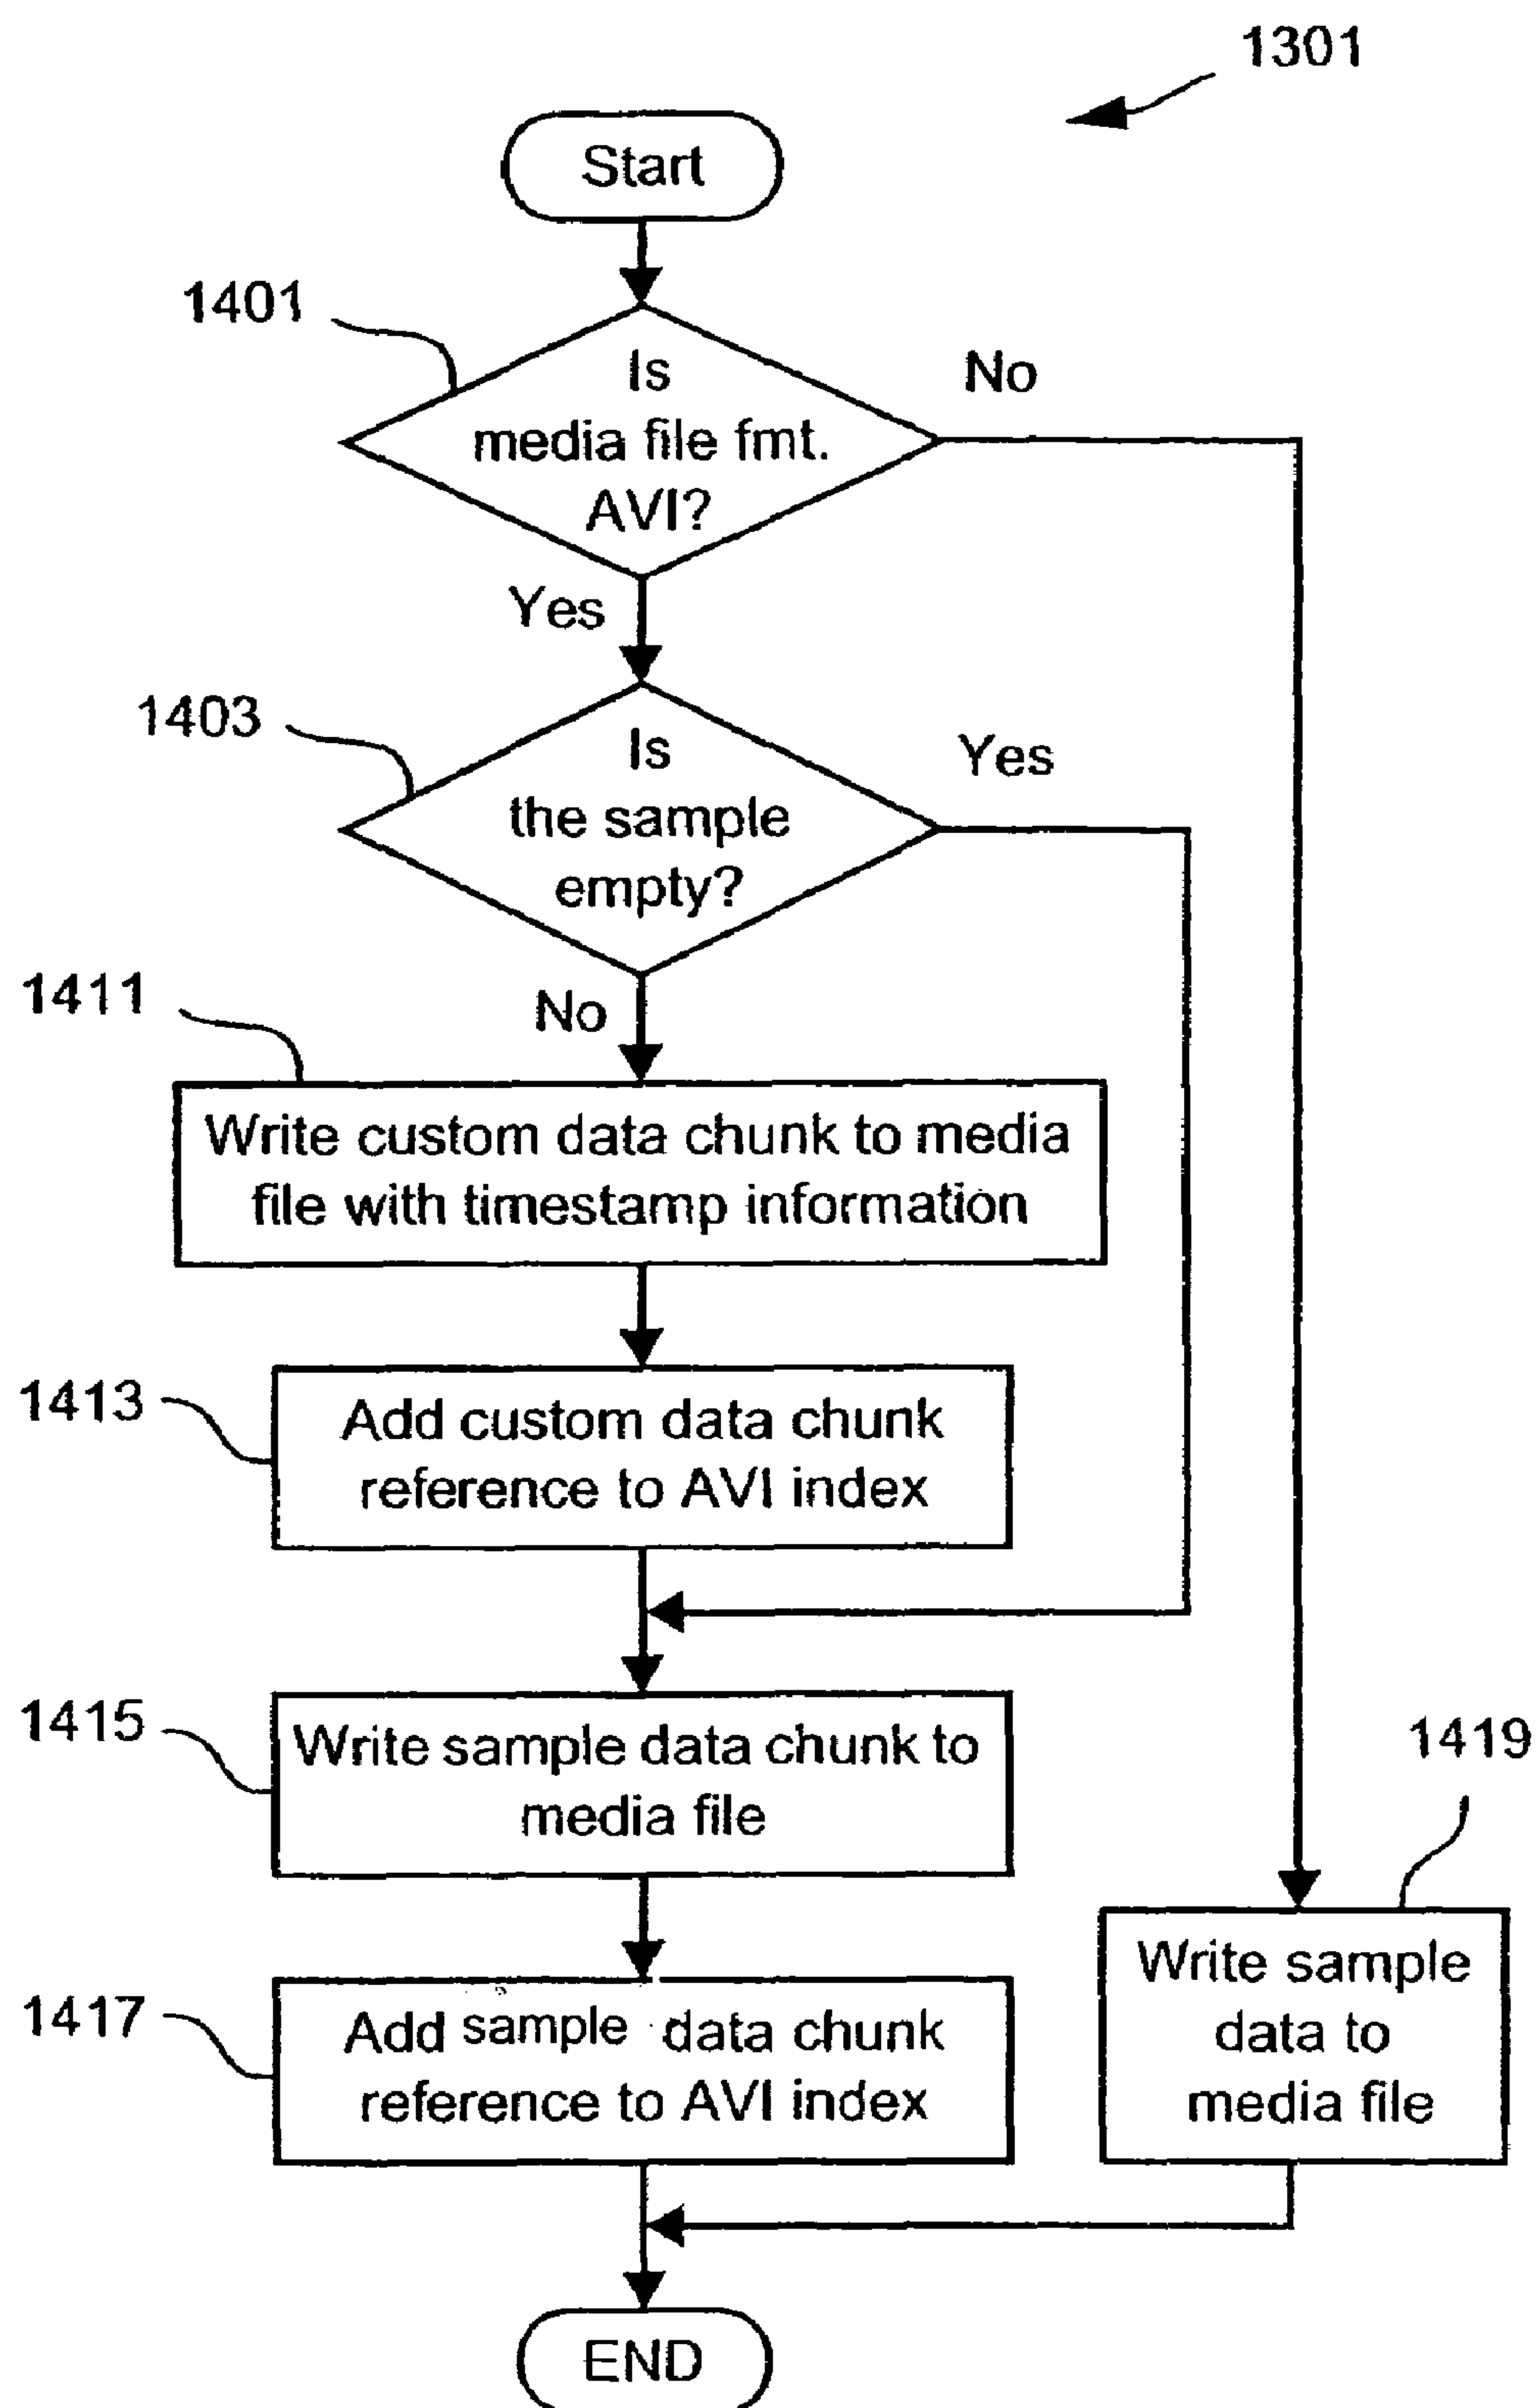 1301
Start
1401
Is
media file fmt.
AVI?
No
Yes
1403
Is
the sample
empty?
Yes
No
1411
Write custom data chunk to media
file with timestamp information
1413
Add custom data chunk
reference to AVI index
1415
Write sample data chunk to
media file
1419
Write sample
data to
media file
1417
Add sample data chunk
reference to AVI index
END